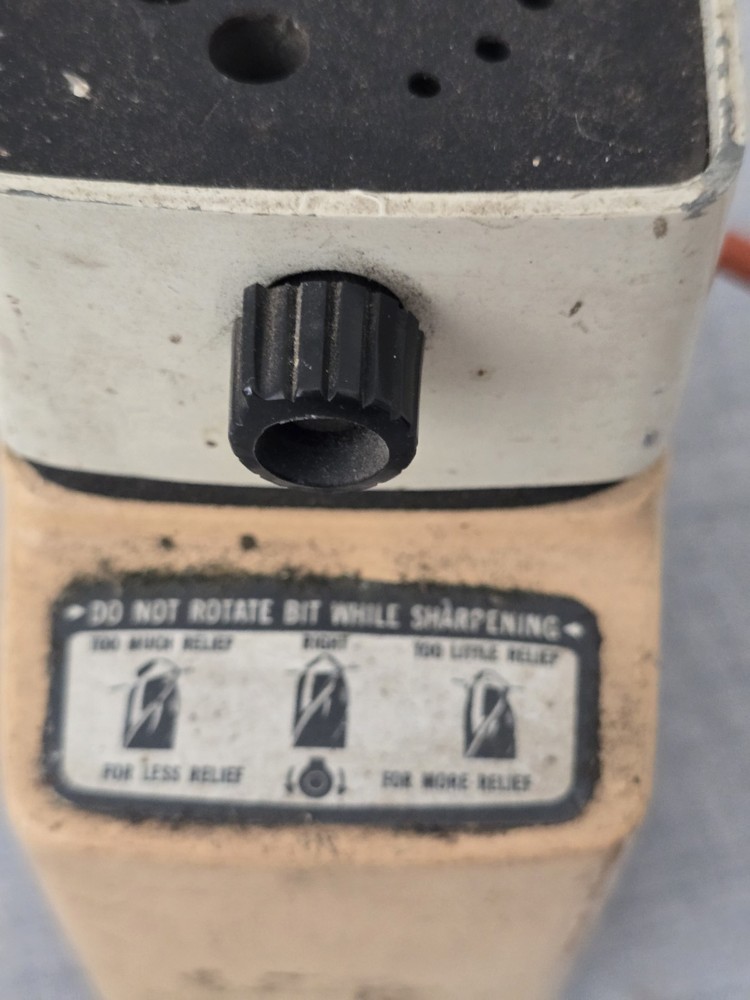 DO NOT ROTATE BIT WHILE SHARPENING
TOO MUCH RELIEF
RIGHT
TOO LITTLE RELIEF
FOR LESS RELIEF
FOR MORE RELIEF